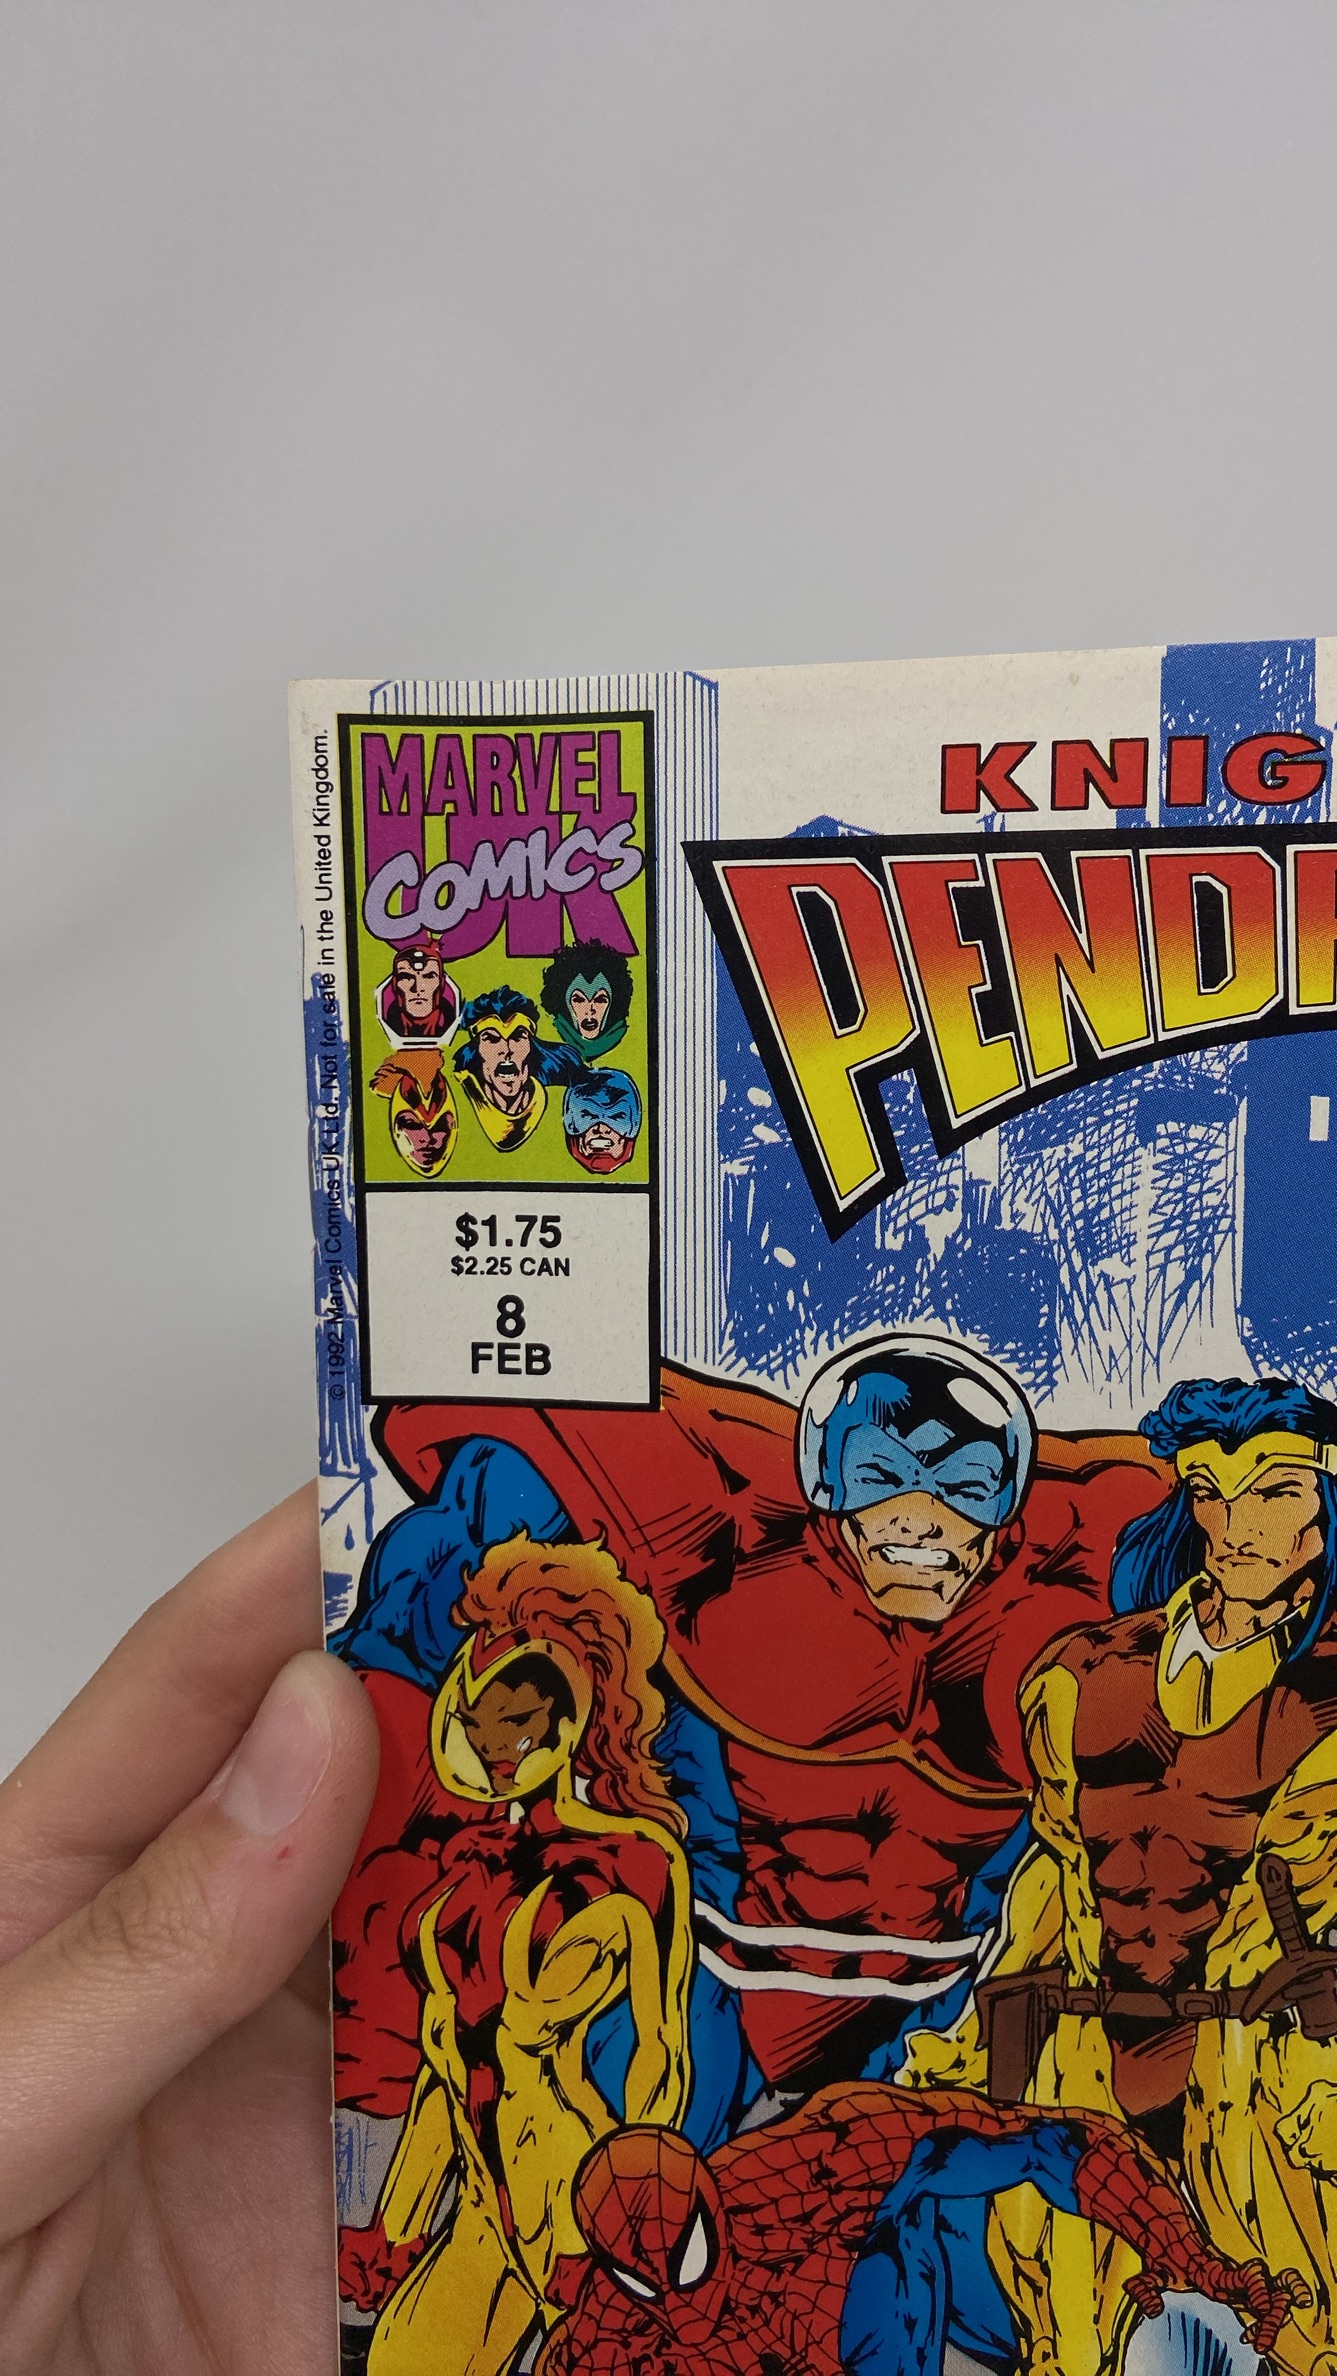 MARVEL
UK
COMICS
$1.75
$2.25 CAN
8
FEB
© 1992 Marvel Comics UK Ltd. Not for sale in the United Kingdom.
KNIG
PEND